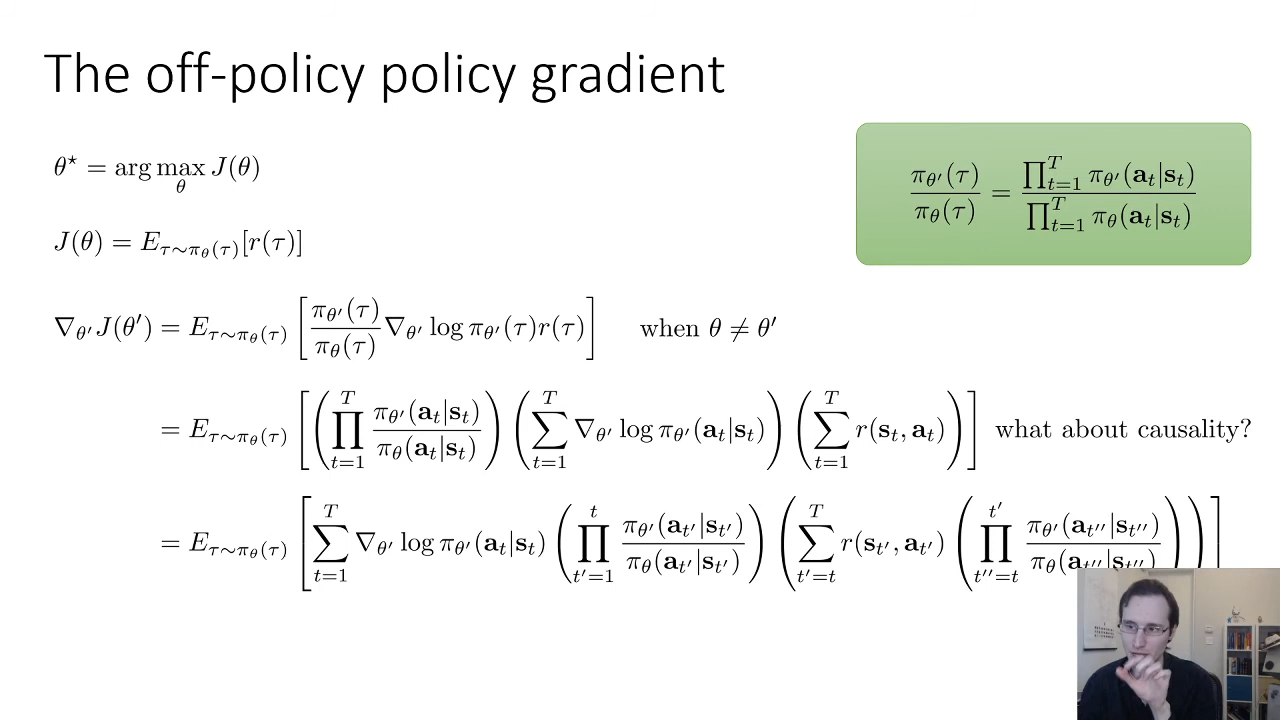 The off-policy policy gradient
θ⋆ = arg max_θ J(θ)
π_θ′(τ) / π_θ(τ) = ∏_{t=1}^{T} π_θ′(a_t|s_t) / ∏_{t=1}^{T} π_θ(a_t|s_t)
J(θ) = E_{τ∼π_θ(τ)}[r(τ)]
∇_θ′ J(θ′) = E_{τ∼π_θ(τ)} [ π_θ′(τ) / π_θ(τ) ∇_θ′ log π_θ′(τ) r(τ) ] when θ ≠ θ′
= E_{τ∼π_θ(τ)} [ ( ∏_{t=1}^{T} π_θ′(a_t|s_t) / π_θ(a_t|s_t) ) ( ∑_{t=1}^{T} ∇_θ′ log π_θ′(a_t|s_t) ) ( ∑_{t=1}^{T} r(s_t, a_t) ) ] what about causality?
= E_{τ∼π_θ(τ)} [ ∑_{t=1}^{T} ∇_θ′ log π_θ′(a_t|s_t) ( ∏_{t′=1}^{t} π_θ′(a_t′|s_t′) / π_θ(a_t′|s_t′) ) ( ∑_{t′=t}^{T} r(s_t′, a_t′) ( ∏_{t″=t}^{t′} π_θ′(a_t″|s_t″) / π_θ(a_t″|s_t″) ) ) ]